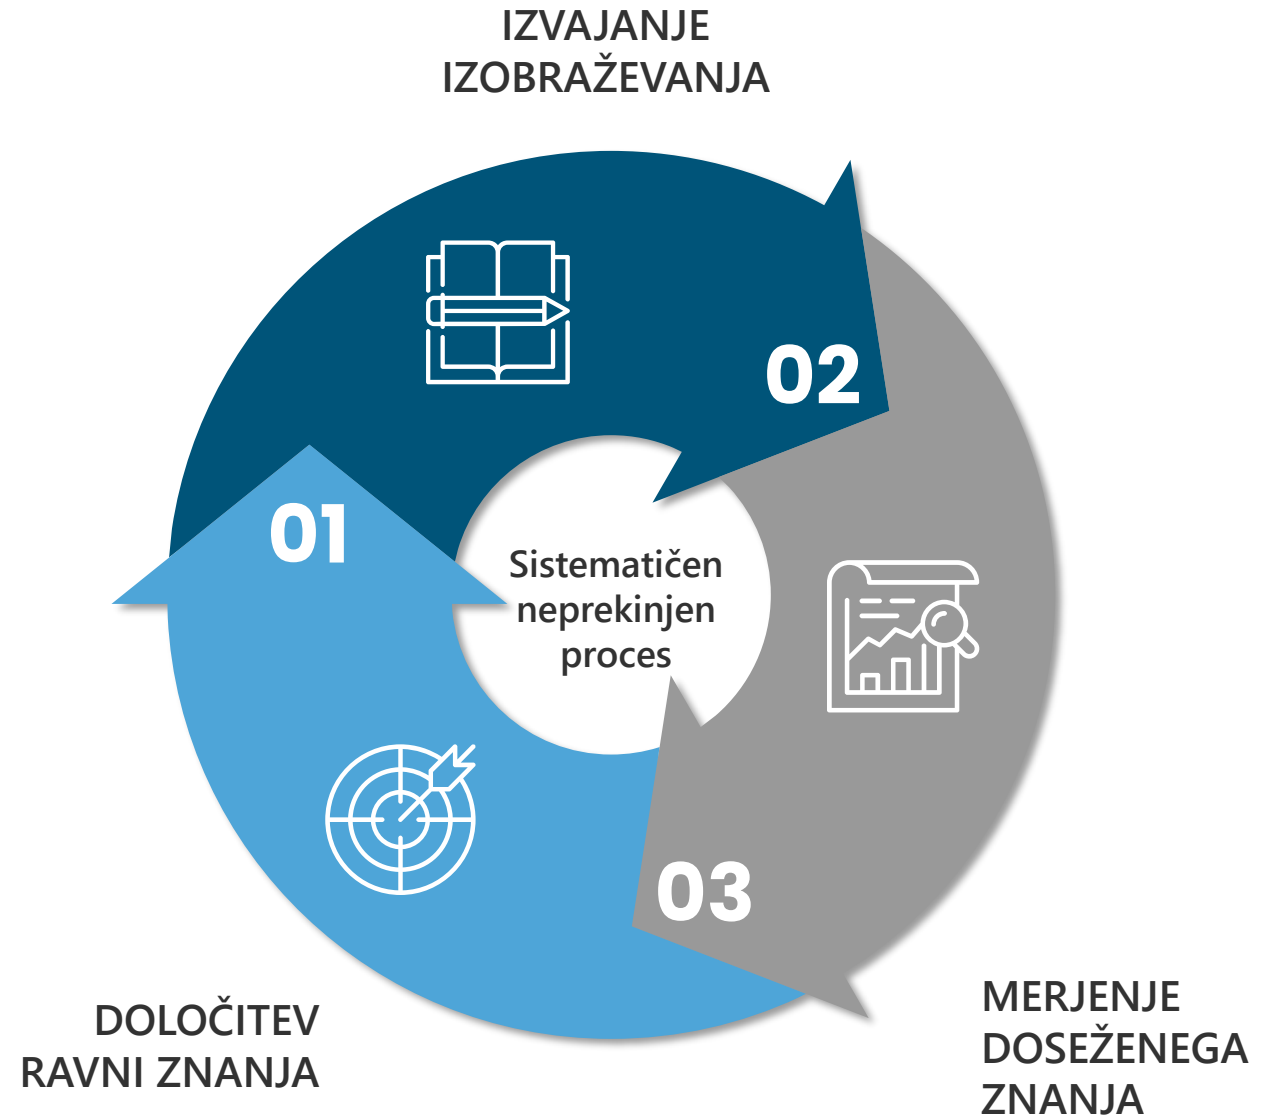 IZVAJANJE
IZOBRAŽEVANJA
02
01
Sistematičen
neprekinjen
proces
03
DOLOČITEV
RAVNI ZNANJA
MERJENJE
DOSEŽENEGA
ZNANJA